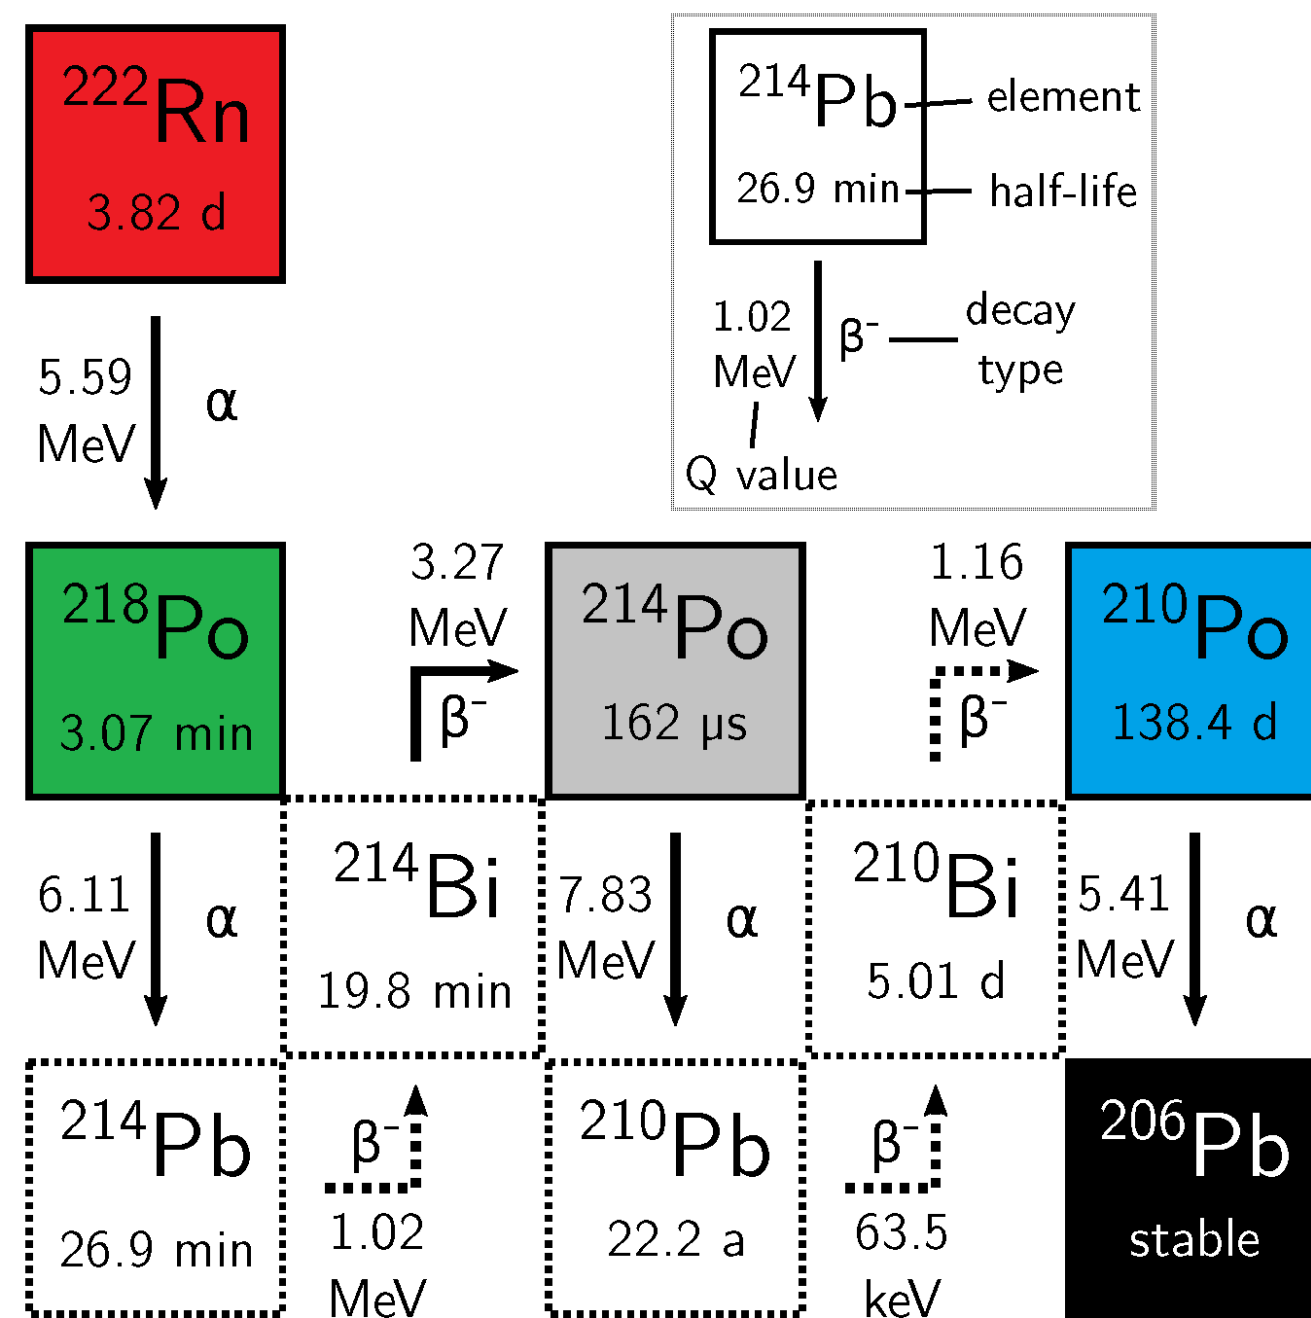 ²²²Rn
3.82 d
5.59
MeV
α
²¹⁴Pb
element
26.9 min
half-life
1.02
MeV
β⁻
decay
type
Q value
²¹⁸Po
3.07 min
3.27
MeV
β⁻
²¹⁴Po
162 µs
1.16
MeV
β⁻
²¹⁰Po
138.4 d
6.11
MeV
α
²¹⁴Bi
19.8 min
7.83
MeV
α
²¹⁰Bi
5.01 d
5.41
MeV
α
²¹⁴Pb
26.9 min
β⁻
1.02
MeV
²¹⁰Pb
22.2 a
β⁻
63.5
keV
²⁰⁶Pb
stable